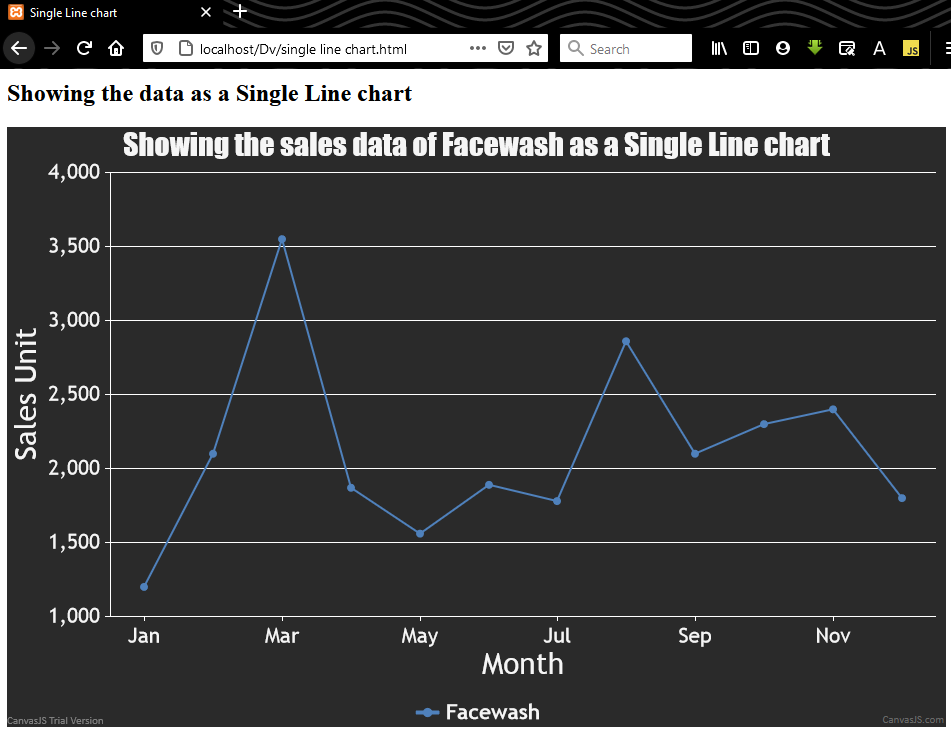 Single Line chart
localhost/Dv/single line chart.html
Search
A
JS
Showing the data as a Single Line chart
Showing the sales data of Facewash as a Single Line chart
4,000
3,500
3,000
2,500
2,000
1,500
1,000
Sales Unit
Jan Mar May Jul Sep Nov
Month
Facewash
CanvasJS Trial Version
CanvasJS.com